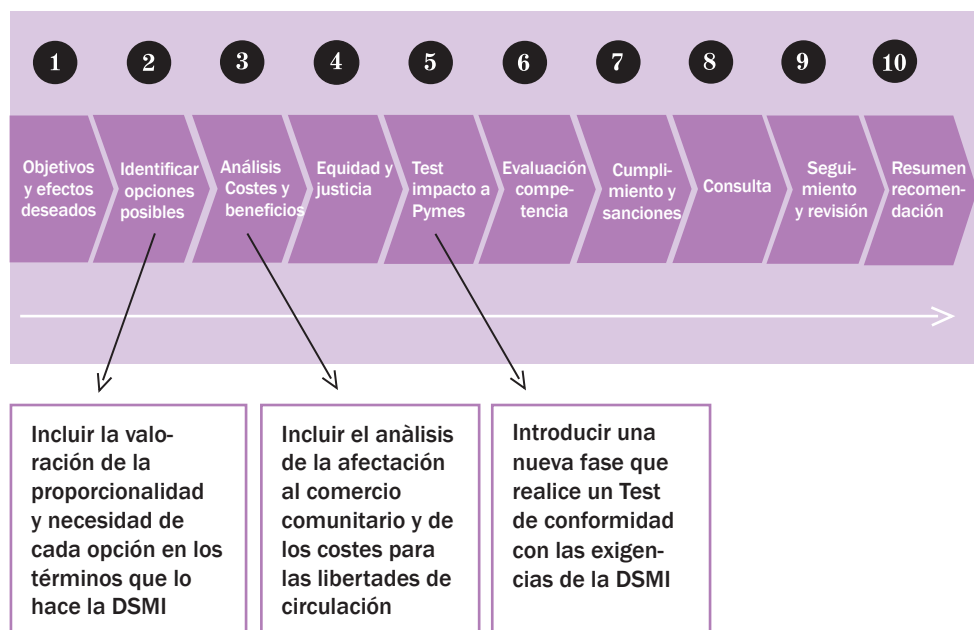 1 2 3 4 5 6 7 8 9 10
Objetivos
y efectos
deseados
Identificar
opciones
posibles
Análisis
Costes y
beneficios
Equidad y
justicia
Test
impacto a
Pymes
Evaluación
compe-
tencia
Cumpli-
miento y
sanciones
Consulta
Segui-
miento
y revisión
Resumen
recomen-
dación
Incluir la valo-
ración de la
proporcionalidad
y necesidad de
cada opción en los
términos que lo
hace la DSMI
Incluir el anàlisis
de la afectación
al comercio
comunitario y de
los costes para
las libertades de
circulación
Introducir una
nueva fase que
realice un Test
de conformidad
con las exigen-
cias de la DSMI